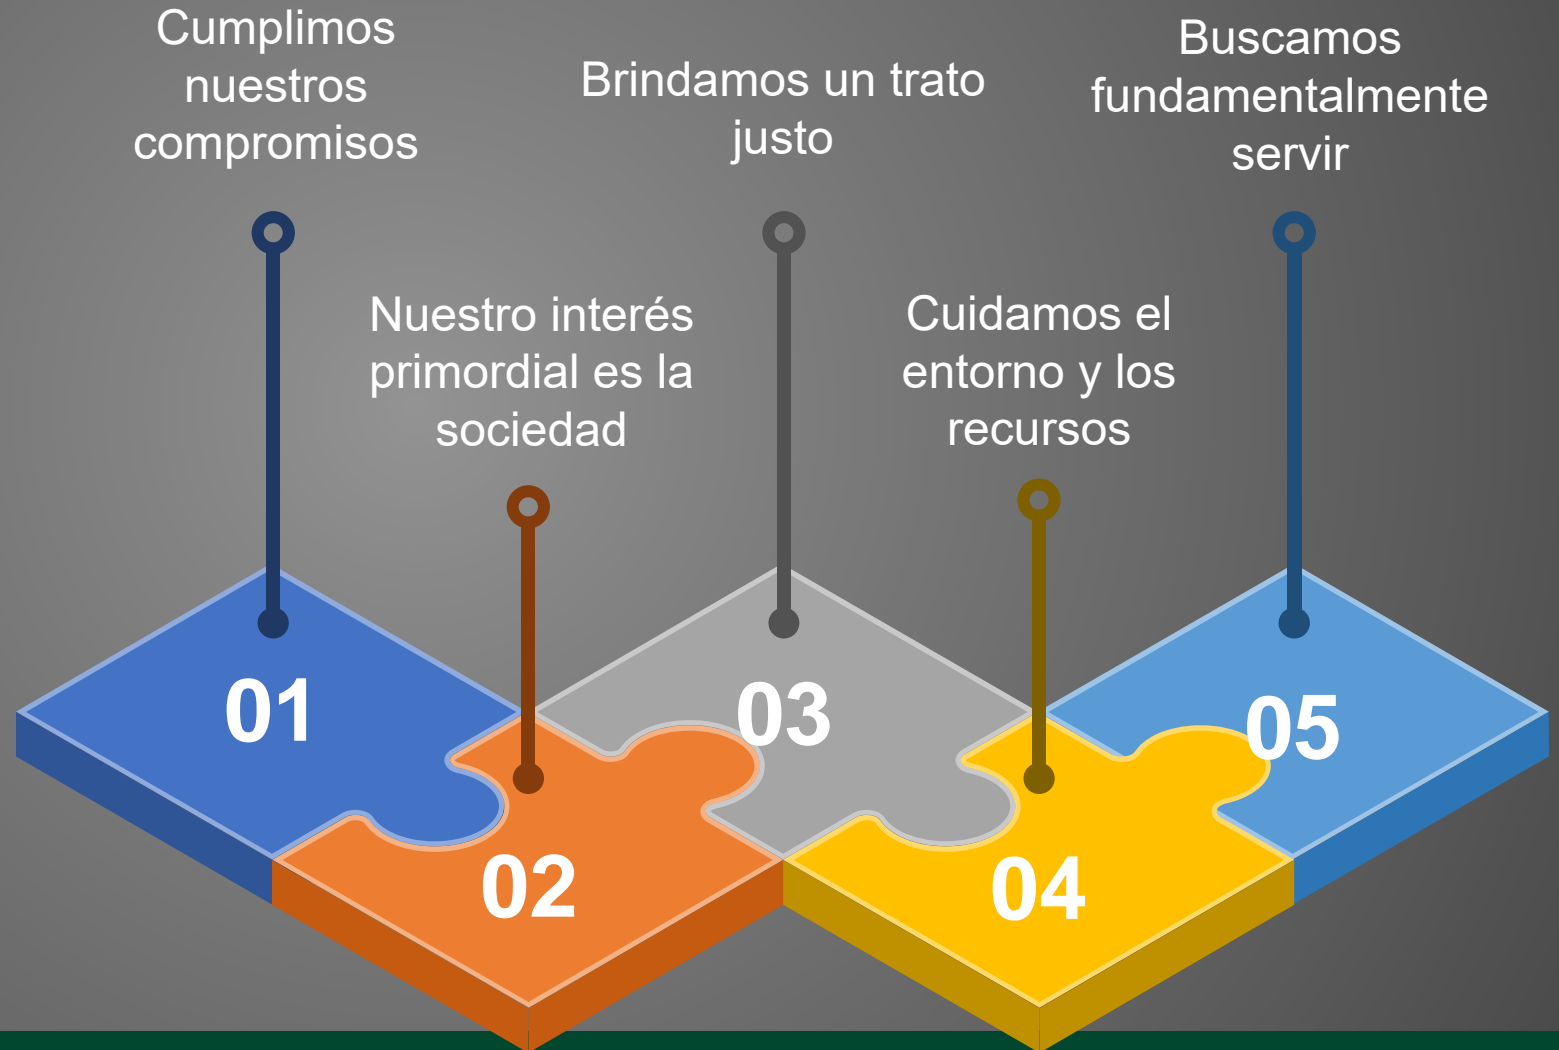 Cumplimos
nuestros
compromisos
Nuestro interés
primordial es la
sociedad
Brindamos un trato
justo
Cuidamos el
entorno y los
recursos
Buscamos
fundamentalmente
servir
01
02
03
04
05